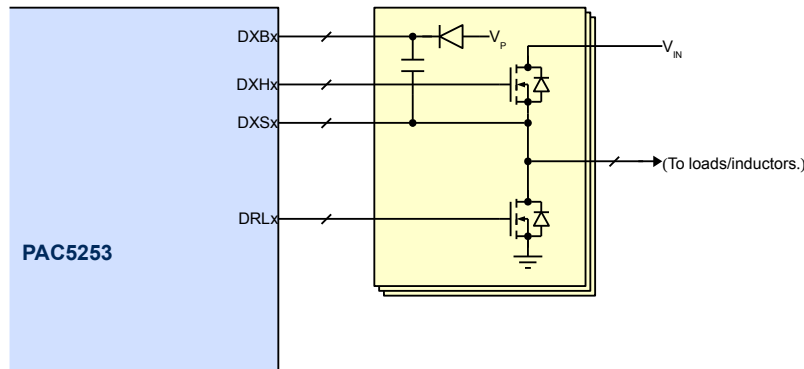 DXBx
V_P
V_IN
DXHx
DXSx
(To loads/inductors.)
DRLx
PAC5253